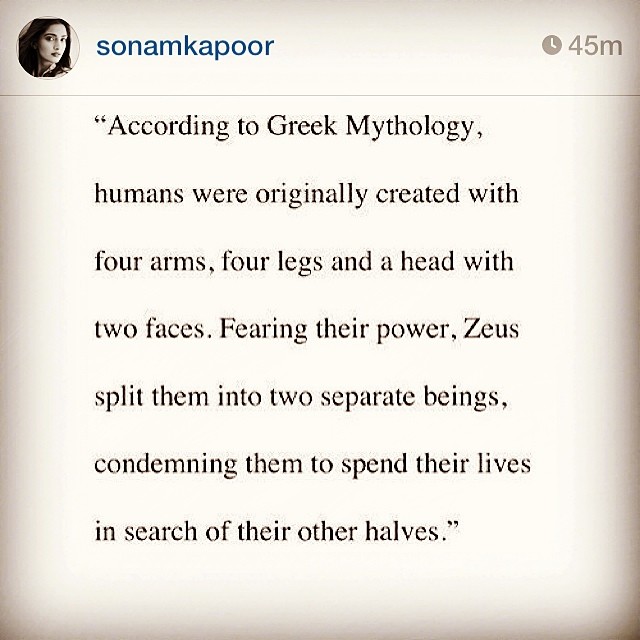 sonamkapoor 45m
“According to Greek Mythology,
humans were originally created with
four arms, four legs and a head with
two faces. Fearing their power, Zeus
split them into two separate beings,
condemning them to spend their lives
in search of their other halves.”